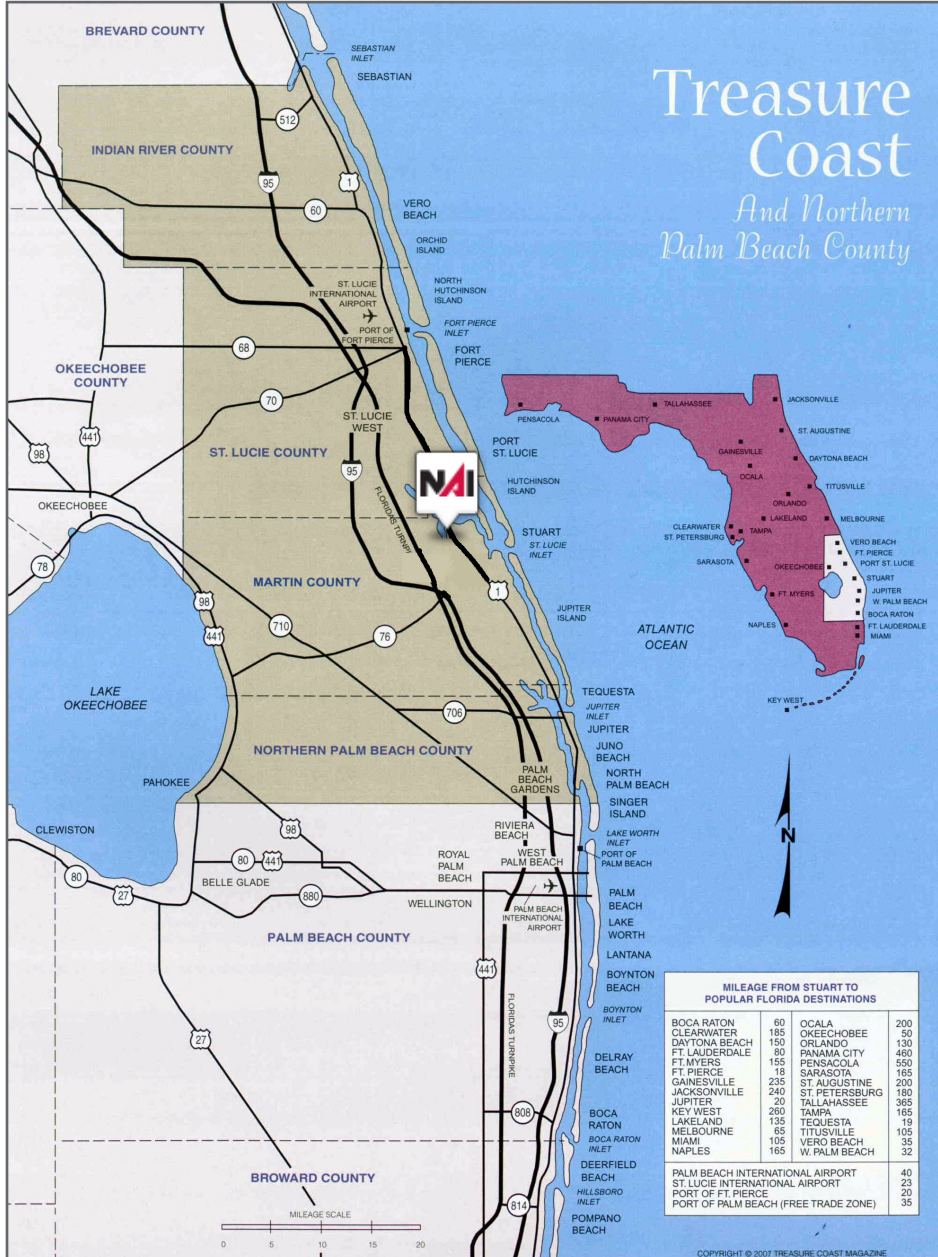 Treasure
Coast
And Northern
Palm Beach County
BREVARD COUNTY
SEBASTIAN
INLET
SEBASTIAN
512
INDIAN RIVER COUNTY
95
1
60
VERO
BEACH
ORCHID
ISLAND
ST. LUCIE
INTERNATIONAL
AIRPORT
NORTH
HUTCHINSON
ISLAND
PORT OF
FORT PIERCE
FORT PIERCE
INLET
68
FORT
PIERCE
OKEECHOBEE
COUNTY
70
441
98
ST. LUCIE
WEST
ST. LUCIE COUNTY
95
PORT
ST. LUCIE
NAI
HUTCHINSON
ISLAND
FLORIDAS TURNPI
OKEECHOBEE
STUART
ST. LUCIE
INLET
78
MARTIN COUNTY
98
441
710
76
1
JUPITER
ISLAND
ATLANTIC
OCEAN
LAKE
OKEECHOBEE
TEQUESTA
JUPITER
INLET
706
JUPITER
NORTHERN PALM BEACH COUNTY
JUNO
BEACH
PAHOKEE
PALM
BEACH
GARDENS
NORTH
PALM BEACH
SINGER
ISLAND
CLEWISTON
98
RIVIERA
BEACH
LAKE WORTH
INLET
PORT OF
PALM BEACH
80
441
ROYAL
PALM
BEACH
WEST
PALM BEACH
80
27
BELLE GLADE
880
WELLINGTON
PALM BEACH
INTERNATIONAL
AIRPORT
PALM
BEACH
LAKE
WORTH
PALM BEACH COUNTY
LANTANA
441
BOYNTON
BEACH
FLORIDAS TURNPIKE
95
BOYNTON
INLET
27
DELRAY
BEACH
808
BOCA
RATON
BOCA RATON
INLET
BROWARD COUNTY
DEERFIELD
BEACH
HILLSBORO
INLET
814
POMPANO
BEACH
MILEAGE SCALE
0 5 10 15 20
PENSACOLA
PANAMA CITY
TALLAHASSEE
JACKSONVILLE
ST. AUGUSTINE
GAINESVILLE
OCALA
DAYTONA BEACH
TITUSVILLE
ORLANDO
LAKELAND
MELBOURNE
CLEARWATER
TAMPA
ST. PETERSBURG
VERO BEACH
FT. PIERCE
OKEECHOBEE
PORT ST. LUCIE
SARASOTA
STUART
JUPITER
FT. MYERS
W. PALM BEACH
BOCA RATON
NAPLES
FT. LAUDERDALE
MIAMI
KEY WEST
N
MILEAGE FROM STUART TO
POPULAR FLORIDA DESTINATIONS
BOCA RATON 60 OCALA 200
CLEARWATER 185 OKEECHOBEE 50
DAYTONA BEACH 150 ORLANDO 130
FT. LAUDERDALE 80 PANAMA CITY 460
FT.MYERS 155 PENSACOLA 550
FT. PIERCE 18 SARASOTA 165
GAINESVILLE 235 ST. AUGUSTINE 200
JACKSONVILLE 240 ST. PETERSBURG 180
JUPITER 20 TALLAHASSEE 365
KEY WEST 260 TAMPA 165
LAKELAND 135 TEQUESTA 19
MELBOURNE 65 TITUSVILLE 105
MIAMI 105 VERO BEACH 35
NAPLES 165 W. PALM BEACH 32
PALM BEACH INTERNATIONAL AIRPORT 40
ST. LUCIE INTERNATIONAL AIRPORT 23
PORT OF FT. PIERCE 20
PORT OF PALM BEACH (FREE TRADE ZONE) 35
COPYRIGHT © 2007 TREASURE COAST MAGAZINE